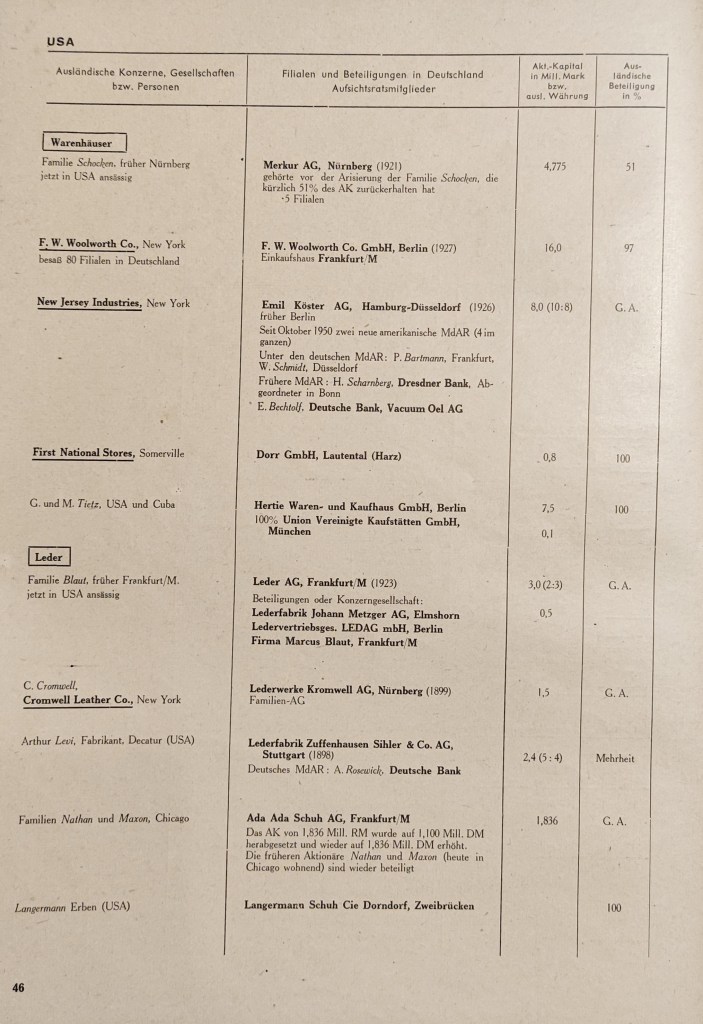 USA
Ausländische Konzerne, Gesellschaften
bzw. Personen
Filialen und Beteiligungen in Deutschland
Aufsichtsratsmitglieder
Akt.-Kapital
in Mill. Mark
bzw.
ausl. Währung
Aus-
ländische
Beteiligung
in %
Warenhäuser
Familie Schocken, früher Nürnberg
jetzt in USA ansässig
Merkur AG, Nürnberg (1921)
gehörte vor der Arisierung der Familie Schocken, die
kürzlich 51% des AK zurückerhalten hat
5 Filialen
4,775
51
F. W. Woolworth Co., New York
besaß 80 Filialen in Deutschland
F. W. Woolworth Co. GmbH, Berlin (1927)
Einkaufshaus Frankfurt/M
16,0
97
New Jersey Industries, New York
Emil Köster AG, Hamburg-Düsseldorf (1926)
früher Berlin
Seit Oktober 1950 zwei neue amerikanische MdAR (4 im
ganzen)
Unter den deutschen MdAR: P. Bartmann, Frankfurt,
W. Schmidt, Düsseldorf
Frühere MdAR: H. Scharnberg, Dresdner Bank, Ab-
geordneter in Bonn
E. Bechtolf, Deutsche Bank, Vacuum Oel AG
8,0 (10:8)
G. A.
First National Stores, Somerville
Dorr GmbH, Lautental (Harz)
0,8
100
G. und M. Tietz, USA und Cuba
Hertie Waren- und Kaufhaus GmbH, Berlin
100% Union Vereinigte Kaufstätten GmbH,
München
7,5
0,1
100
Leder
Familie Blaut, früher Frankfurt/M.
jetzt in USA ansässig
Leder AG, Frankfurt/M (1923)
Beteiligungen oder Konzerngesellschaft:
Lederfabrik Johann Metzger AG, Elmshorn
Ledervertriebsges. LEDAG mbH, Berlin
Firma Marcus Blaut, Frankfurt/M
3,0 (2:3)
0,5
G. A.
C. Cromwell,
Cromwell Leather Co., New York
Lederwerke Kromwell AG, Nürnberg (1899)
Familien-AG
1,5
G. A.
Arthur Levi, Fabrikant, Decatur (USA)
Lederfabrik Zuffenhausen Sihler & Co. AG,
Stuttgart (1898)
Deutsches MdAR: A. Rosewick, Deutsche Bank
2,4 (5:4)
Mehrheit
Familien Nathan und Maxon, Chicago
Ada Ada Schuh AG, Frankfurt/M
Das AK von 1,836 Mill. RM wurde auf 1,100 Mill. DM
herabgesetzt und wieder auf 1,836 Mill. DM erhöht.
Die früheren Aktionäre Nathan und Maxon (heute in
Chicago wohnend) sind wieder beteiligt
1,836
G. A.
Langermann Erben (USA)
Langermann Schuh Cie Dorndorf, Zweibrücken
100
46